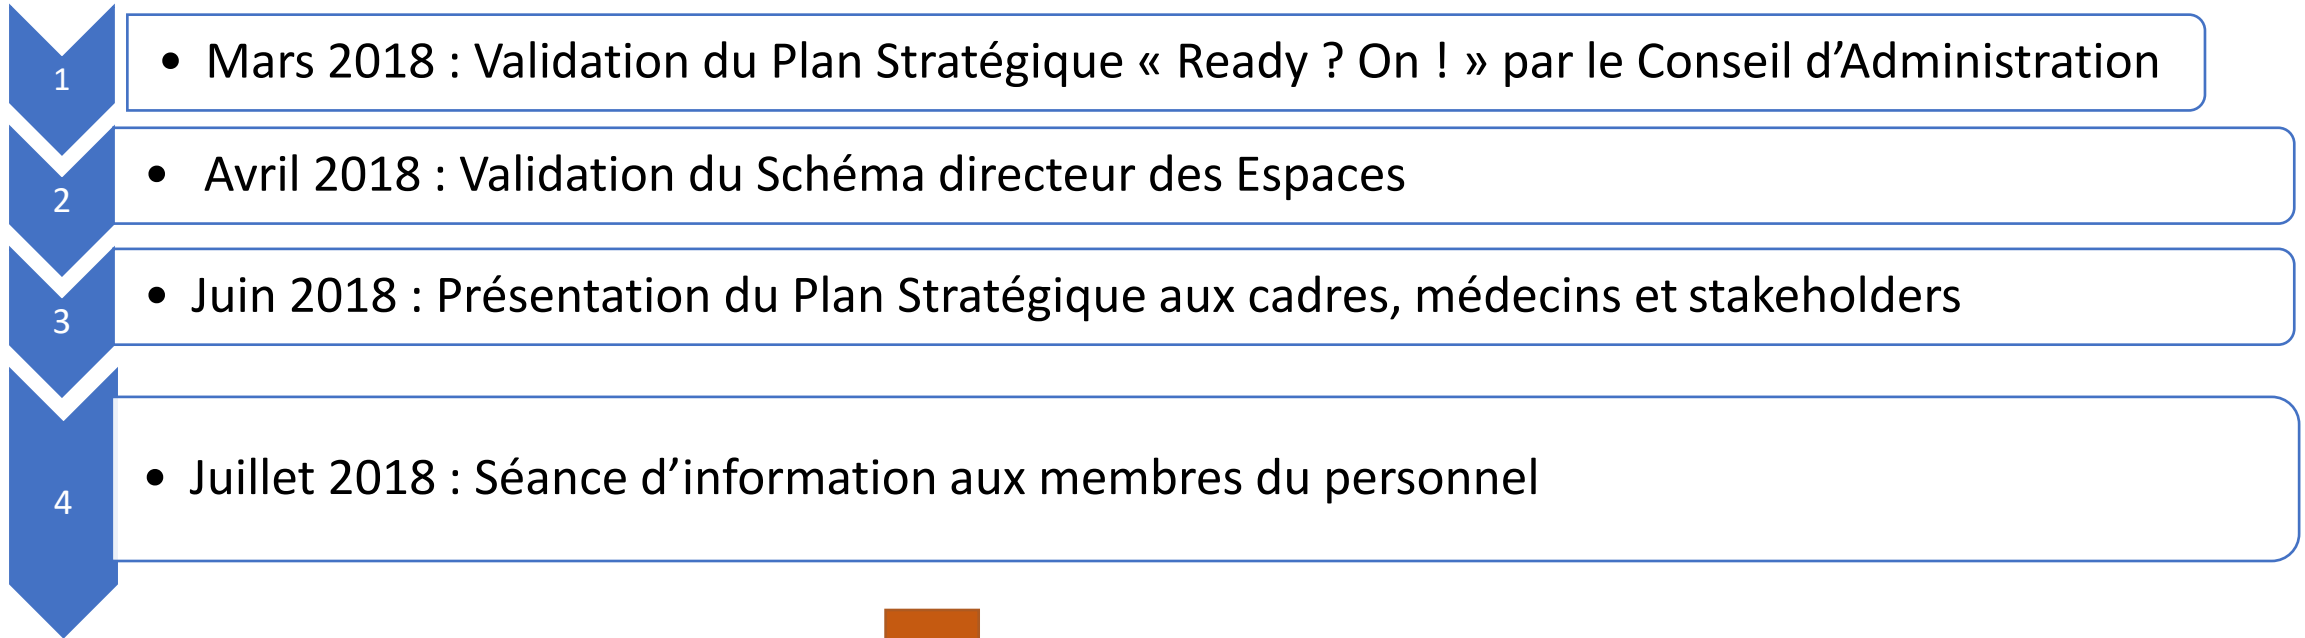 1
• Mars 2018 : Validation du Plan Stratégique « Ready ? On ! » par le Conseil d’Administration
2
• Avril 2018 : Validation du Schéma directeur des Espaces
3
• Juin 2018 : Présentation du Plan Stratégique aux cadres, médecins et stakeholders
4
• Juillet 2018 : Séance d’information aux membres du personnel